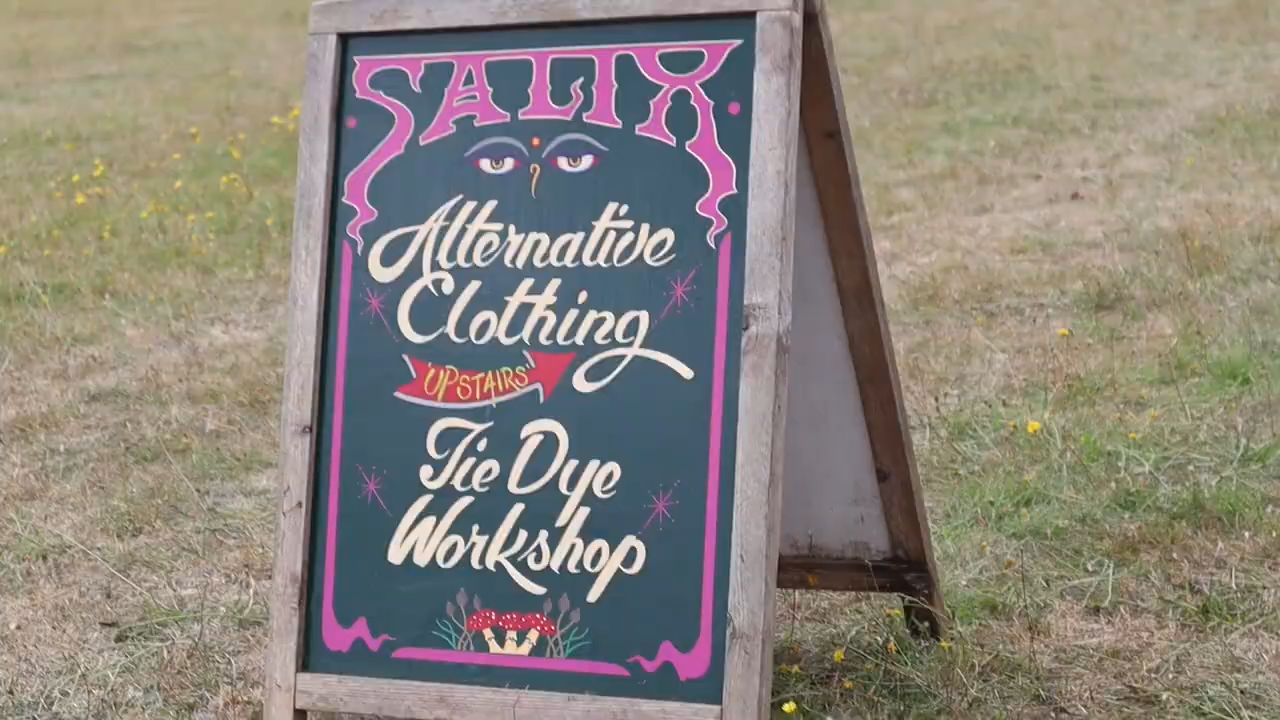 SALIX
Alternative
Clothing
"UPSTAIRS"
Tie Dye
Workshop